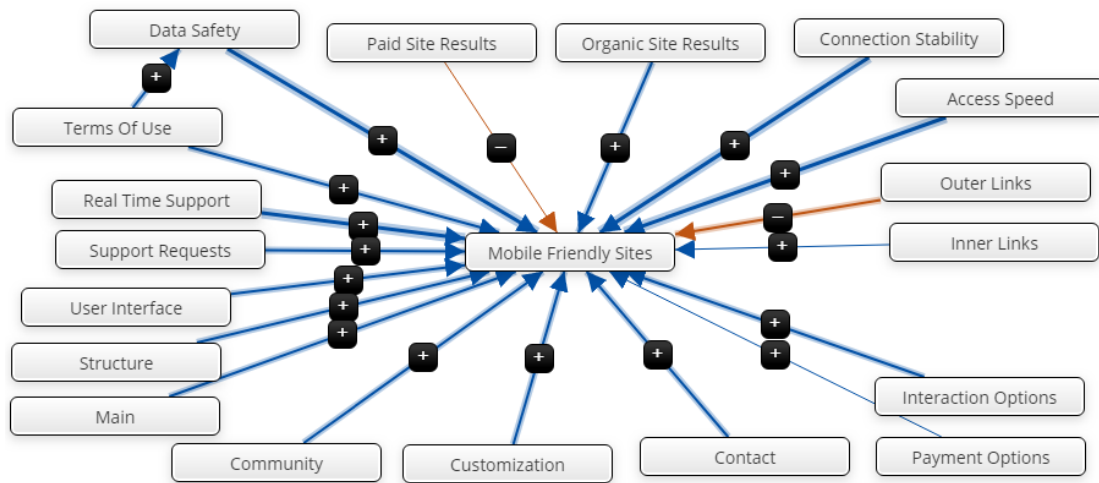 Data Safety
Paid Site Results
Organic Site Results
Connection Stability
+
Access Speed
Terms Of Use
+
–
+
+
+
+
Outer Links
Real Time Support
–
+
Inner Links
Support Requests
+
Mobile Friendly Sites
+
User Interface
+
+
+
Structure
+
+
+
+
+
Main
Interaction Options
Community
Customization
Contact
Payment Options